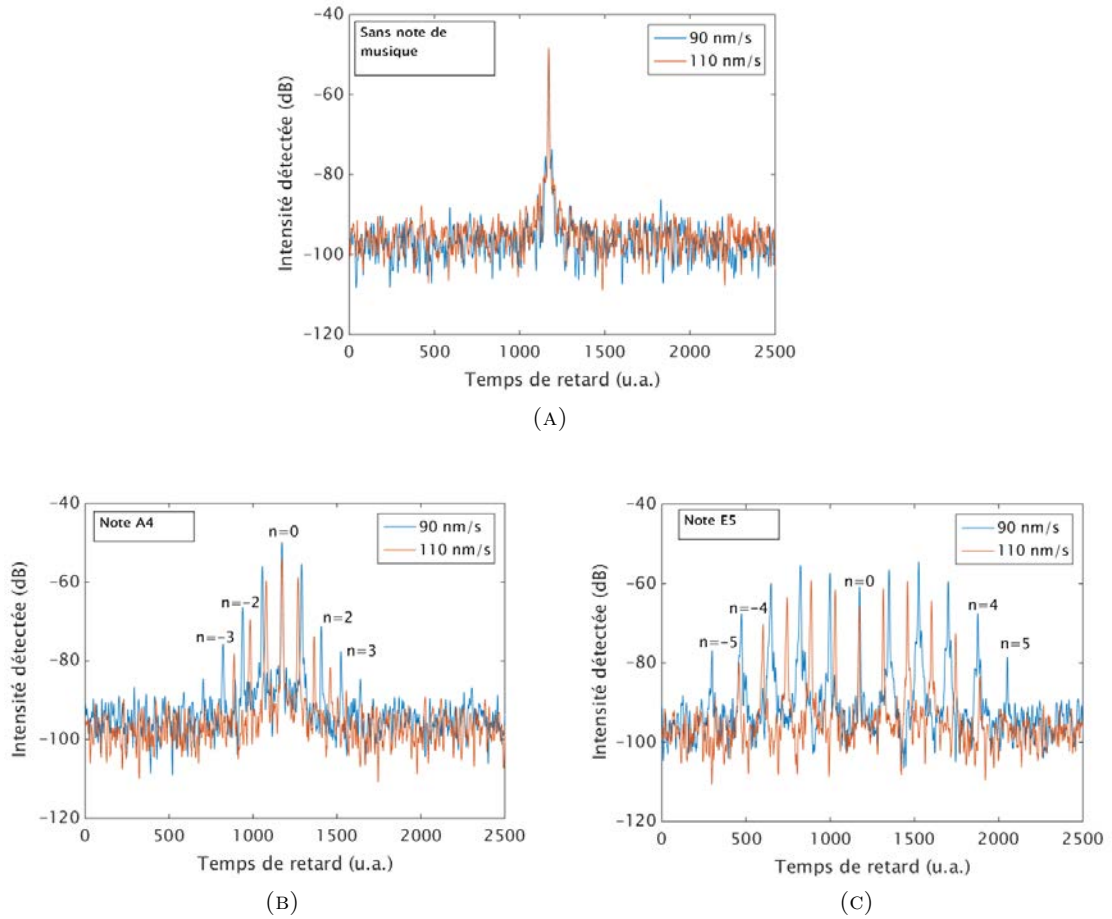 Sans note de
musique
90 nm/s
110 nm/s
Intensité détectée (dB)
-40
-60
-80
-100
-120
0
500
1000
1500
2000
2500
Temps de retard (u.a.)
(A)
Note A4
90 nm/s
110 nm/s
n=0
n=-2
n=-3
n=2
n=3
Intensité détectée (dB)
-40
-60
-80
-100
-120
0
500
1000
1500
2000
2500
Temps de retard (u.a.)
(B)
Note E5
90 nm/s
110 nm/s
n=0
n=-4
n=4
n=-5
n=5
Intensité détectée (dB)
-40
-60
-80
-100
-120
0
500
1000
1500
2000
2500
Temps de retard (u.a.)
(C)